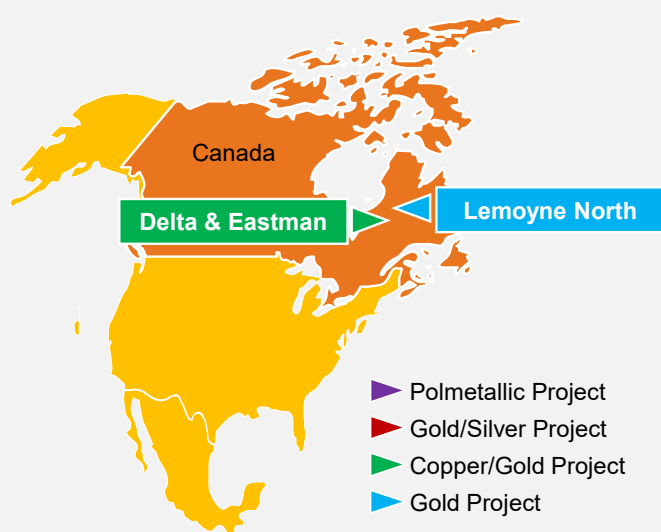 Canada
Delta & Eastman
Lemoyne North
Polmetallic Project
Gold/Silver Project
Copper/Gold Project
Gold Project